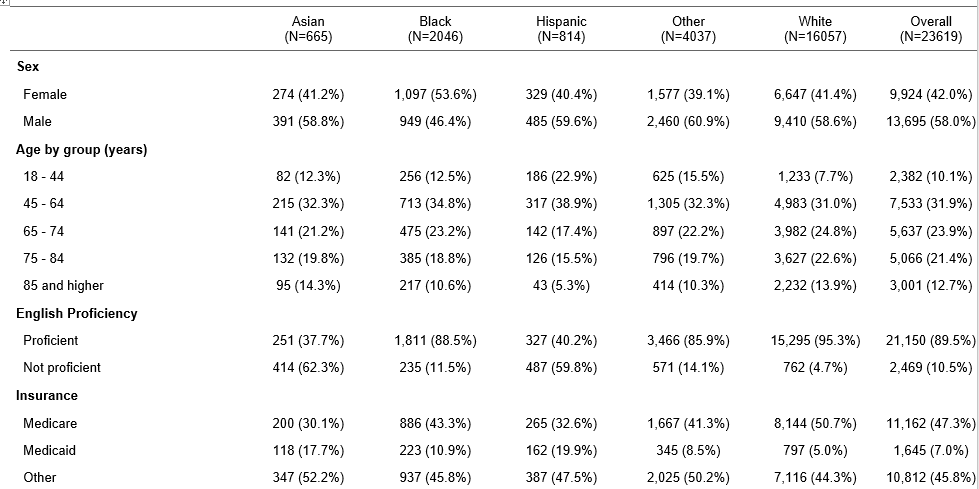 Asian Black Hispanic Other White Overall
(N=665) (N=2046) (N=814) (N=4037) (N=16057) (N=23619)
Sex
Female 274 (41.2%) 1,097 (53.6%) 329 (40.4%) 1,577 (39.1%) 6,647 (41.4%) 9,924 (42.0%)
Male 391 (58.8%) 949 (46.4%) 485 (59.6%) 2,460 (60.9%) 9,410 (58.6%) 13,695 (58.0%)
Age by group (years)
18 - 44 82 (12.3%) 256 (12.5%) 186 (22.9%) 625 (15.5%) 1,233 (7.7%) 2,382 (10.1%)
45 - 64 215 (32.3%) 713 (34.8%) 317 (38.9%) 1,305 (32.3%) 4,983 (31.0%) 7,533 (31.9%)
65 - 74 141 (21.2%) 475 (23.2%) 142 (17.4%) 897 (22.2%) 3,982 (24.8%) 5,637 (23.9%)
75 - 84 132 (19.8%) 385 (18.8%) 126 (15.5%) 796 (19.7%) 3,627 (22.6%) 5,066 (21.4%)
85 and higher 95 (14.3%) 217 (10.6%) 43 (5.3%) 414 (10.3%) 2,232 (13.9%) 3,001 (12.7%)
English Proficiency
Proficient 251 (37.7%) 1,811 (88.5%) 327 (40.2%) 3,466 (85.9%) 15,295 (95.3%) 21,150 (89.5%)
Not proficient 414 (62.3%) 235 (11.5%) 487 (59.8%) 571 (14.1%) 762 (4.7%) 2,469 (10.5%)
Insurance
Medicare 200 (30.1%) 886 (43.3%) 265 (32.6%) 1,667 (41.3%) 8,144 (50.7%) 11,162 (47.3%)
Medicaid 118 (17.7%) 223 (10.9%) 162 (19.9%) 345 (8.5%) 797 (5.0%) 1,645 (7.0%)
Other 347 (52.2%) 937 (45.8%) 387 (47.5%) 2,025 (50.2%) 7,116 (44.3%) 10,812 (45.8%)